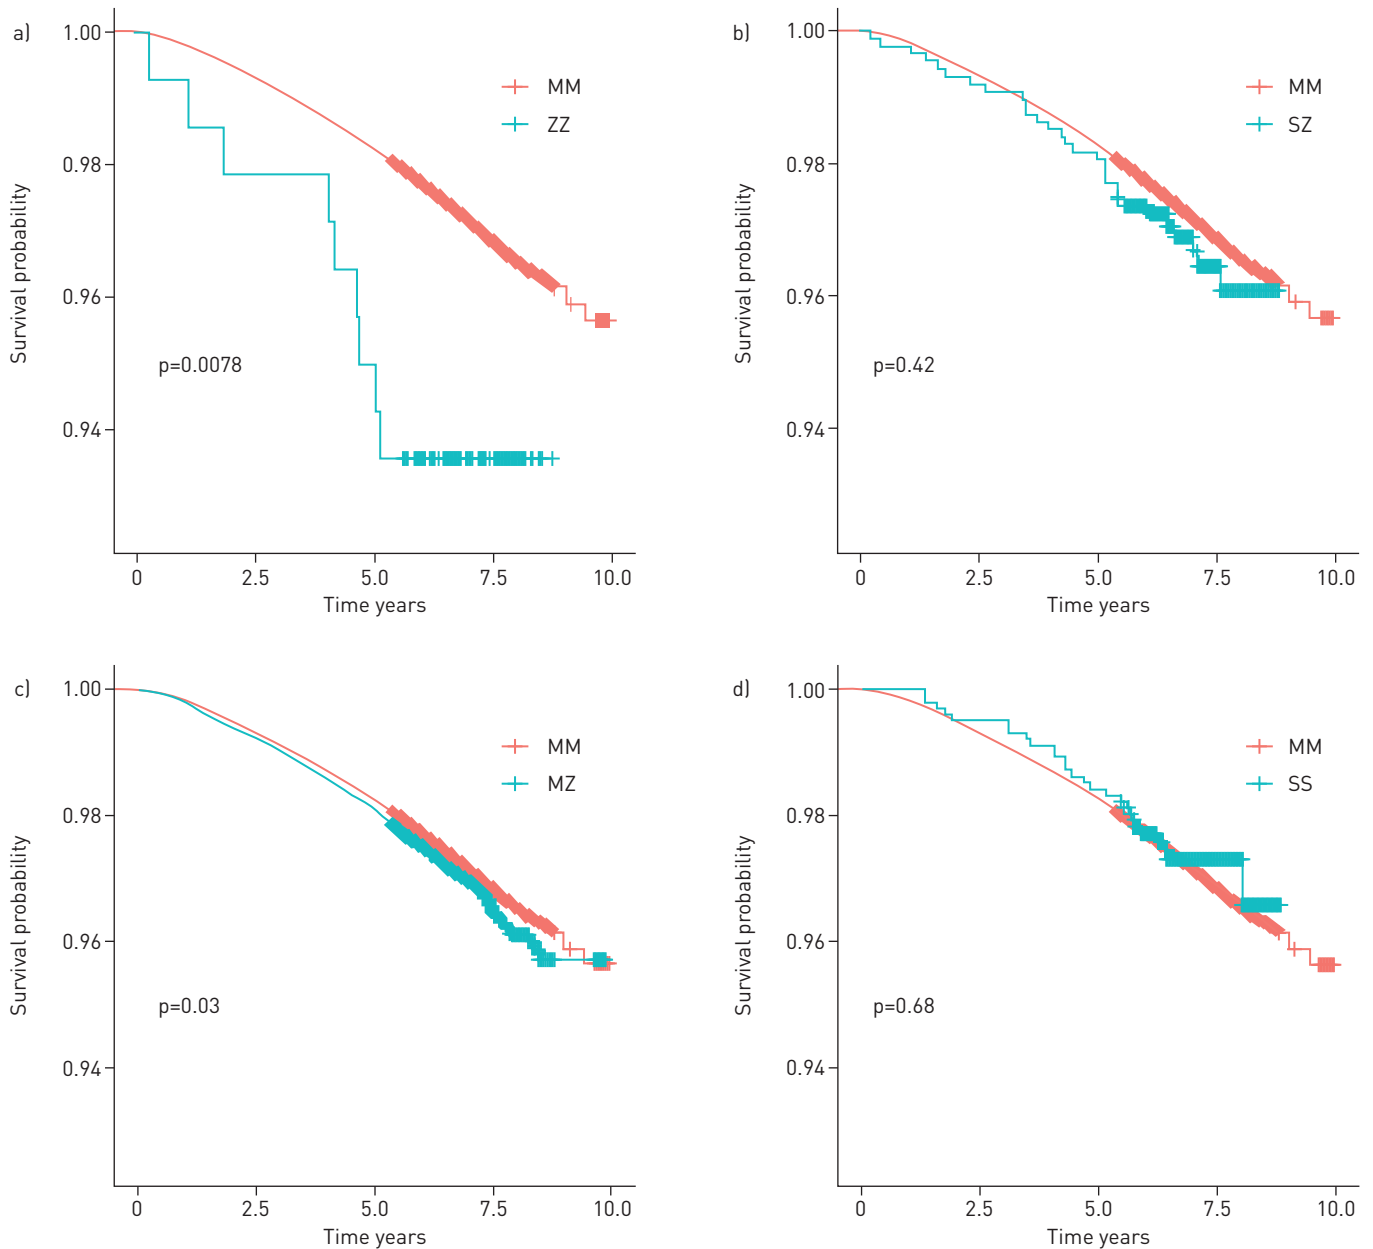 a)
1.00
0.98
0.96
0.94
Survival probability
MM
ZZ
p=0.0078
0 2.5 5.0 7.5 10.0
Time years
b)
1.00
0.98
0.96
0.94
Survival probability
MM
SZ
p=0.42
0 2.5 5.0 7.5 10.0
Time years
c)
1.00
0.98
0.96
0.94
Survival probability
MM
MZ
p=0.03
0 2.5 5.0 7.5 10.0
Time years
d)
1.00
0.98
0.96
0.94
Survival probability
MM
SS
p=0.68
0 2.5 5.0 7.5 10.0
Time years